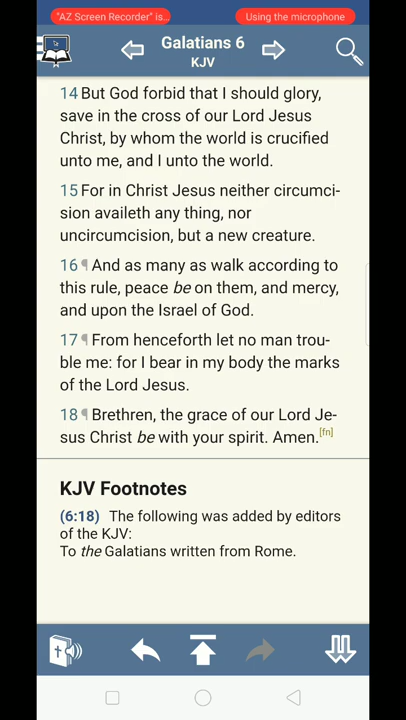 "AZ Screen Recorder" is...
Using the microphone
Galatians 6
KJV
14 But God forbid that I should glory,
save in the cross of our Lord Jesus
Christ, by whom the world is crucified
unto me, and I unto the world.
15 For in Christ Jesus neither circumci-
sion availeth any thing, nor
uncircumcision, but a new creature.
16 ¶ And as many as walk according to
this rule, peace be on them, and mercy,
and upon the Israel of God.
17 ¶ From henceforth let no man trou-
ble me: for I bear in my body the marks
of the Lord Jesus.
18 ¶ Brethren, the grace of our Lord Je-
sus Christ be with your spirit. Amen.[fn]
KJV Footnotes
(6:18) The following was added by editors
of the KJV:
To the Galatians written from Rome.